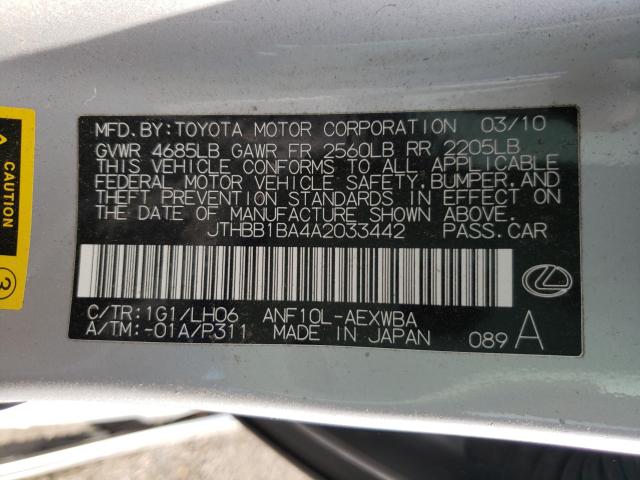 MFD.BY:TOYOTA MOTOR CORPORATION 03/10
GVWR 4685LB GAWR FR 2560LB RR 2205LB
THIS VEHICLE CONFORMS TO ALL APPLICABLE
FEDERAL MOTOR VEHICLE SAFETY,BUMPER,AND
THEFT PREVENTION STANDARDS IN EFFECT ON
THE DATE OF MANUFACTURE SHOWN ABOVE.
JTHBB1BA4A2033442 PASS.CAR
C/TR:1G1/LH06 ANF10L-AEXWBA
A/TM:-01A/P311 MADE IN JAPAN 089 A
CAUTION
3